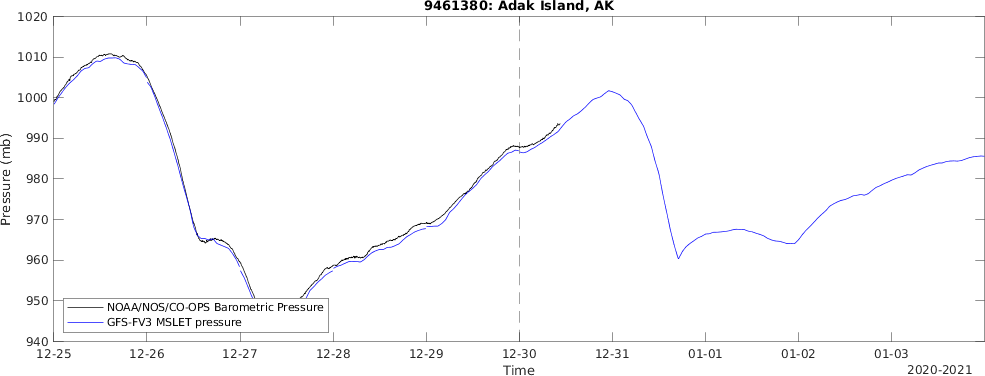 9461380: Adak Island, AK
1020
1010
1000
990
980
970
960
950
940
Pressure (mb)
NOAA/NOS/CO-OPS Barometric Pressure
GFS-FV3 MSLET pressure
12-25 12-26 12-27 12-28 12-29 12-30 12-31 01-01 01-02 01-03
Time
2020-2021